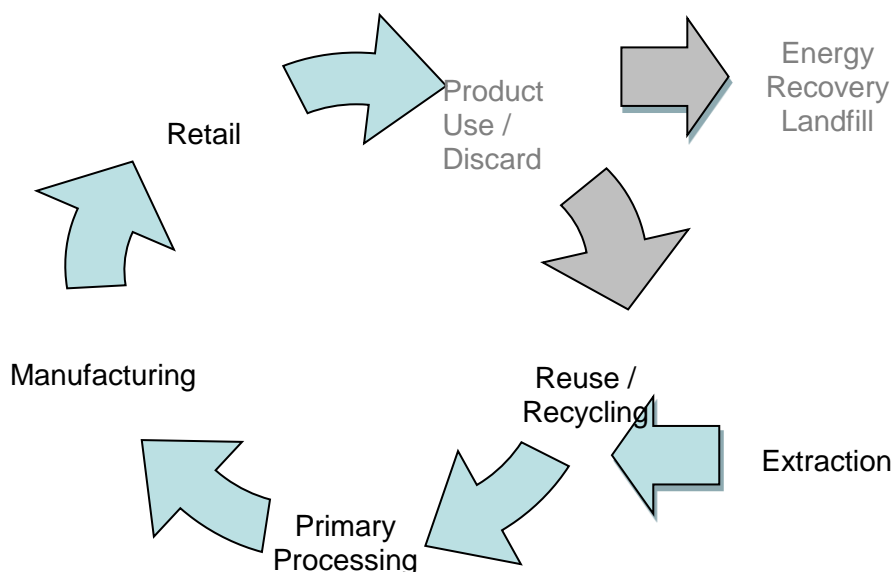 Energy
Recovery
Landfill
Product
Use /
Discard
Retail
Manufacturing
Reuse /
Recycling
Extraction
Primary
Processing